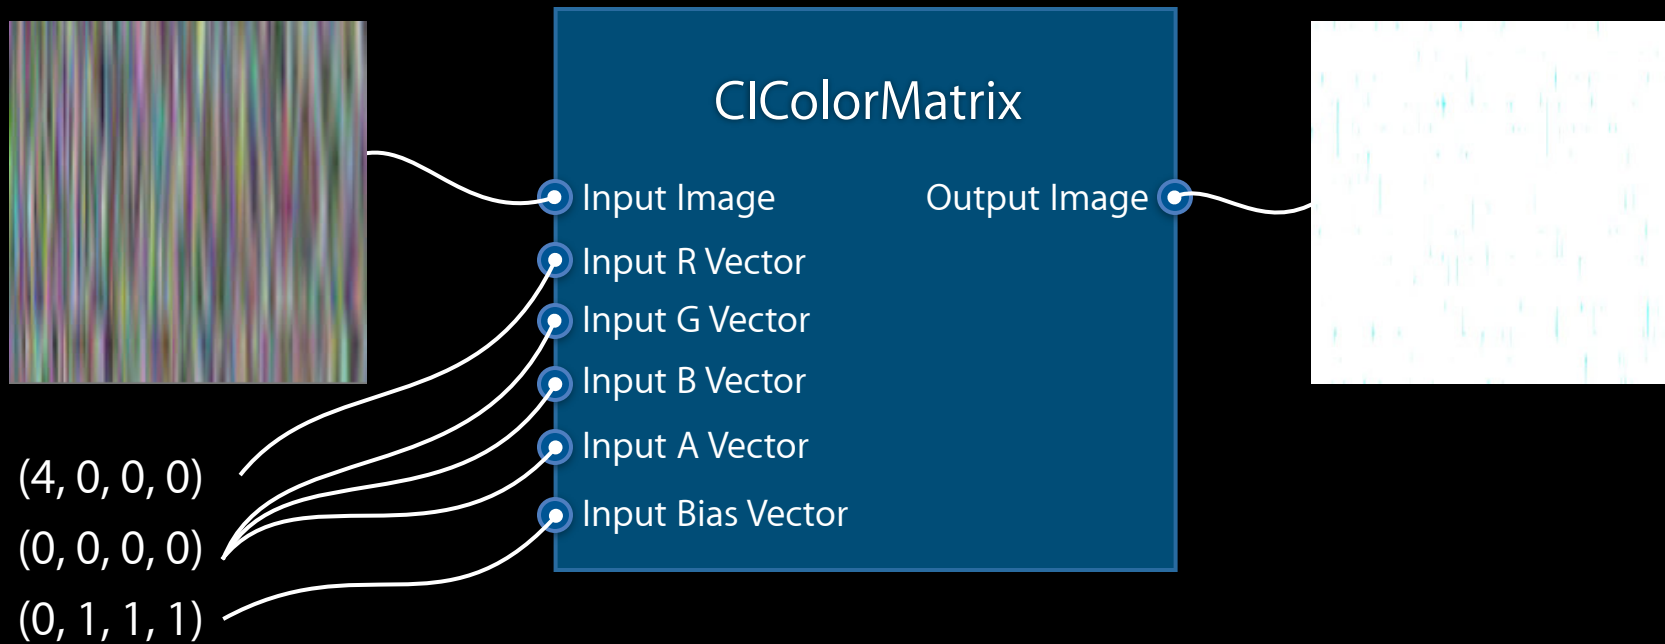 CIColorMatrix
Input Image
Output Image
Input R Vector
Input G Vector
Input B Vector
Input A Vector
Input Bias Vector
(4, 0, 0, 0)
(0, 0, 0, 0)
(0, 1, 1, 1)